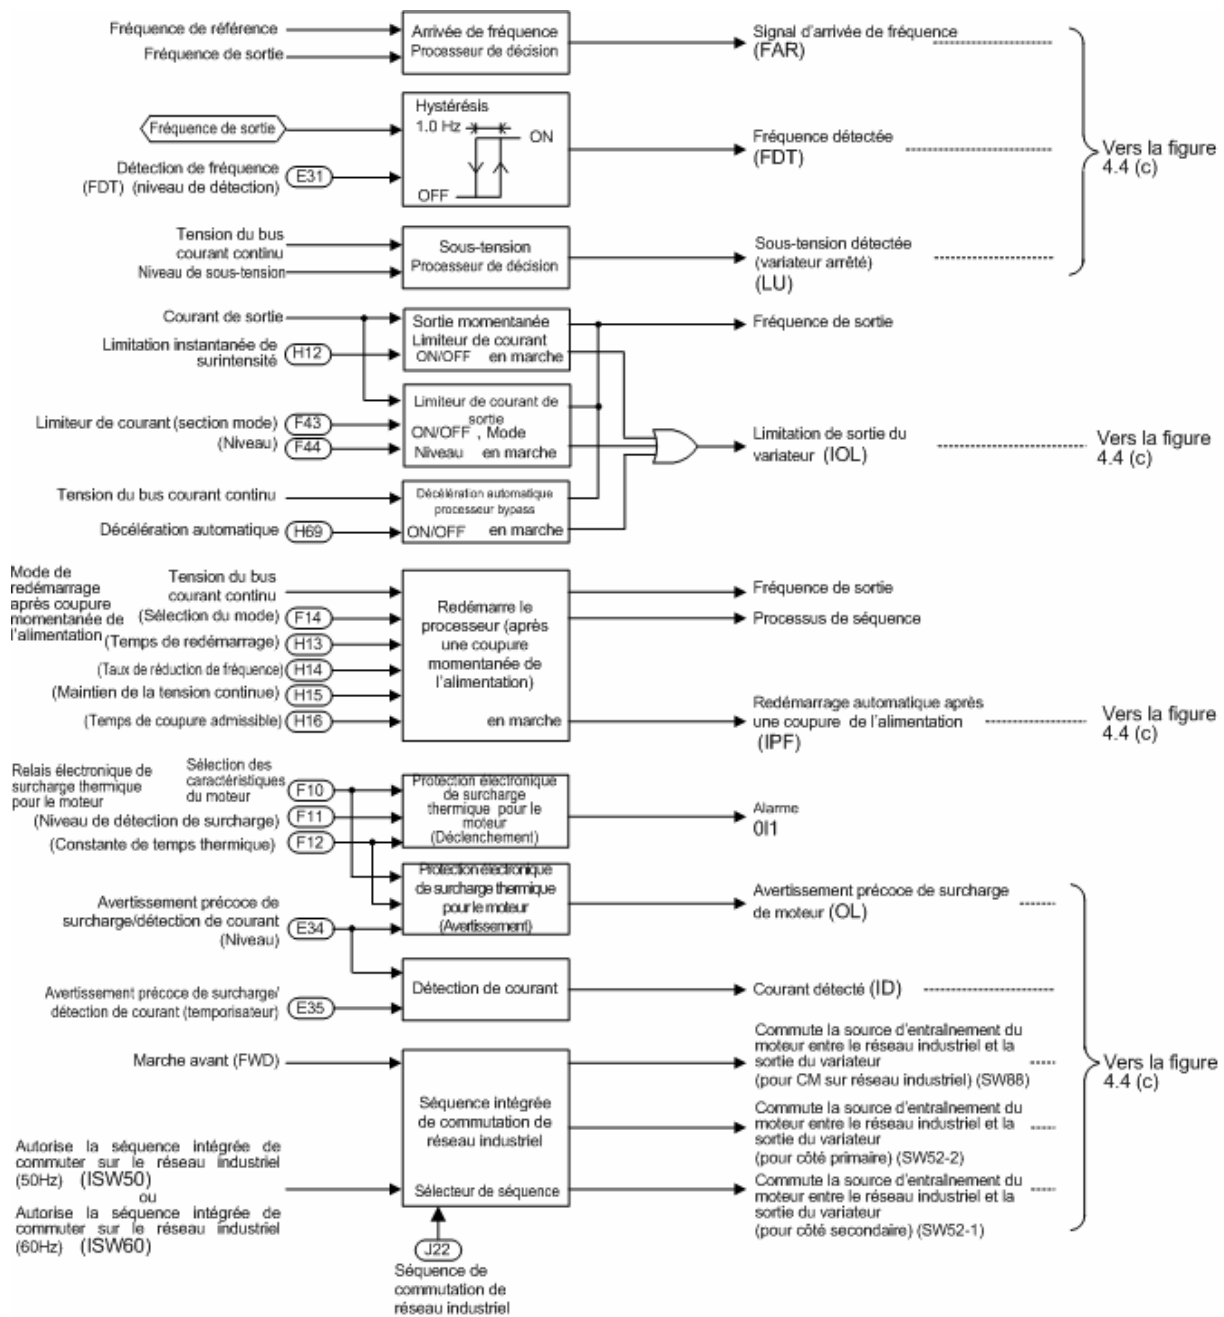 Fréquence de référence
Fréquence de sortie
Arrivée de fréquence
Processeur de décision
Signal d'arrivée de fréquence
(FAR)
Fréquence de sortie
Détection de fréquence
(FDT) (niveau de détection)
E31
Hystérésis
1.0 Hz
ON
OFF
Fréquence détectée
(FDT)
Vers la figure
4.4 (c)
Tension du bus
courant continu
Niveau de sous-tension
Sous-tension
Processeur de décision
Sous-tension détectée
(variateur arrêté)
(LU)
Courant de sortie
Limitation instantanée de
surintensité
H12
Sortie momentanée
Limiteur de courant
ON/OFF en marche
Fréquence de sortie
Limiteur de courant (section mode)
F43
(Niveau)
F44
Limiteur de courant de
sortie
ON/OFF , Mode
Niveau en marche
Limitation de sortie du
variateur (IOL)
Vers la figure
4.4 (c)
Tension du bus courant continu
Décélération automatique
H69
Décélération automatique
processeur bypass
ON/OFF en marche
Mode de
redémarrage
après coupure
momentanée de
l'alimentation
Tension du bus
courant continu
(Sélection du mode)
F14
(Temps de redémarrage)
H13
(Taux de réduction de fréquence)
H14
(Maintien de la tension continue)
H15
(Temps de coupure admissible)
H16
Redémarre le
processeur (après
une coupure
momentanée de
l'alimentation)
en marche
Fréquence de sortie
Processus de séquence
Redémarrage automatique après
une coupure de l'alimentation
(IPF)
Vers la figure
4.4 (c)
Relais électronique de
surcharge thermique
pour le moteur
Sélection des
caractéristiques
du moteur
F10
(Niveau de détection de surcharge)
F11
(Constante de temps thermique)
F12
Protection électronique
de surcharge
thermique pour le
moteur
(Déclenchement)
Alarme
0l1
Protection électronique
de surcharge thermique
pour le moteur
(Avertissement)
Avertissement précoce de surcharge
de moteur (OL)
Avertissement précoce de
surcharge/détection de courant
(Niveau)
E34
Avertissement précoce de surcharge/
détection de courant (temporisateur)
E35
Détection de courant
Courant détecté (ID)
Marche avant (FWD)
Autorise la séquence intégrée de
commuter sur le réseau industriel
(50Hz) (ISW50)
ou
Autorise la séquence intégrée de
commuter sur le réseau industriel
(60Hz) (ISW60)
Séquence intégrée
de commutation de
réseau industriel
Sélecteur de séquence
J22
Séquence de
commutation de
réseau industriel
Commute la source d'entraînement du
moteur entre le réseau industriel et la
sortie du variateur
(pour CM sur réseau industriel) (SW88)
Commute la source d'entraînement du
moteur entre le réseau industriel et la
sortie du variateur
(pour côté primaire) (SW52-2)
Commute la source d'entraînement du
moteur entre le réseau industriel et la
sortie du variateur
(pour côté secondaire) (SW52-1)
Vers la figure
4.4 (c)